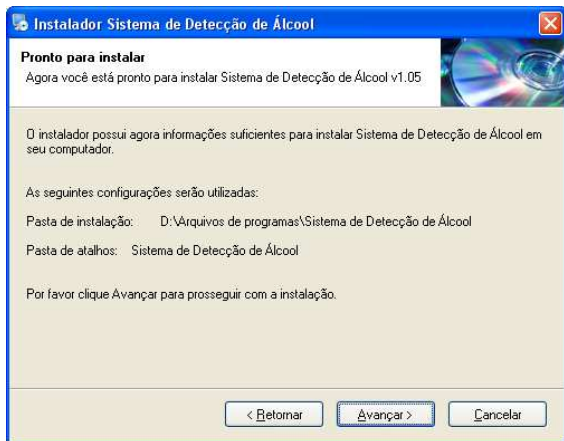 Instalador Sistema de Detecção de Álcool
Pronto para instalar
Agora você está pronto para instalar Sistema de Detecção de Álcool v1.05
O instalador possui agora informações suficientes para instalar Sistema de Detecção de Álcool em
seu computador.
As seguintes configurações serão utilizadas:
Pasta de instalação: D:\Arquivos de programas\Sistema de Detecção de Álcool
Pasta de atalhos: Sistema de Detecção de Álcool
Por favor clique Avançar para prosseguir com a instalação.
< Retornar Avançar > Cancelar